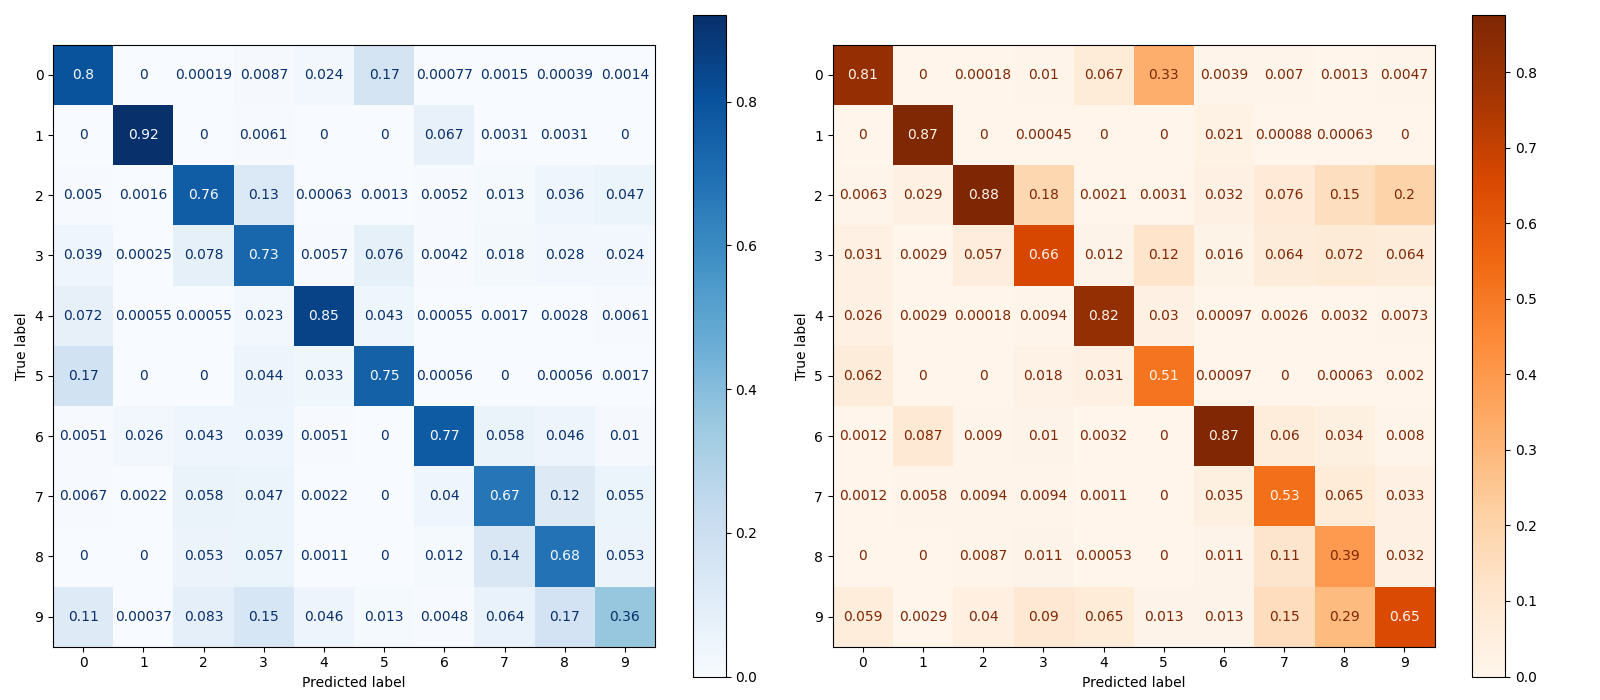 0 0.8 0 0.00019 0.0087 0.024 0.17 0.00077 0.0015 0.00039 0.0014
1 0 0.92 0 0.0061 0 0 0.067 0.0031 0.0031 0
2 0.005 0.0016 0.76 0.13 0.00063 0.0013 0.0052 0.013 0.036 0.047
3 0.039 0.00025 0.078 0.73 0.0057 0.076 0.0042 0.018 0.028 0.024
4 0.072 0.00055 0.00055 0.023 0.85 0.043 0.00055 0.0017 0.0028 0.0061
5 0.17 0 0 0.044 0.033 0.75 0.00056 0 0.00056 0.0017
6 0.0051 0.026 0.043 0.039 0.0051 0 0.77 0.058 0.046 0.01
7 0.0067 0.0022 0.058 0.047 0.0022 0 0.04 0.67 0.12 0.055
8 0 0 0.053 0.057 0.0011 0 0.012 0.14 0.68 0.053
9 0.11 0.00037 0.083 0.15 0.046 0.013 0.0048 0.064 0.17 0.36
0 1 2 3 4 5 6 7 8 9
Predicted label
True label
0.8
0.6
0.4
0.2
0.0
0 0.81 0 0.00018 0.01 0.067 0.33 0.0039 0.007 0.0013 0.0047
1 0 0.87 0 0.00045 0 0 0.021 0.00088 0.00063 0
2 0.0063 0.029 0.88 0.18 0.0021 0.0031 0.032 0.076 0.15 0.2
3 0.031 0.0029 0.057 0.66 0.012 0.12 0.016 0.064 0.072 0.064
4 0.026 0.0029 0.00018 0.0094 0.82 0.03 0.00097 0.0026 0.0032 0.0073
5 0.062 0 0 0.018 0.031 0.51 0.00097 0 0.00063 0.002
6 0.0012 0.087 0.009 0.01 0.0032 0 0.87 0.06 0.034 0.008
7 0.0012 0.0058 0.0094 0.0094 0.0011 0 0.035 0.53 0.065 0.033
8 0 0 0.0087 0.011 0.00053 0 0.011 0.11 0.39 0.032
9 0.059 0.0029 0.04 0.09 0.065 0.013 0.013 0.15 0.29 0.65
0 1 2 3 4 5 6 7 8 9
Predicted label
True label
0.8
0.7
0.6
0.5
0.4
0.3
0.2
0.1
0.0